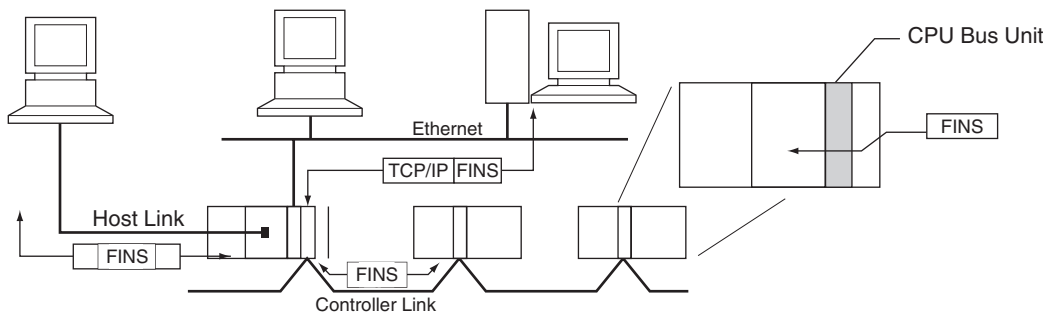 CPU Bus Unit
FINS
Ethernet
TCP/IP FINS
Host Link
FINS
FINS
Controller Link